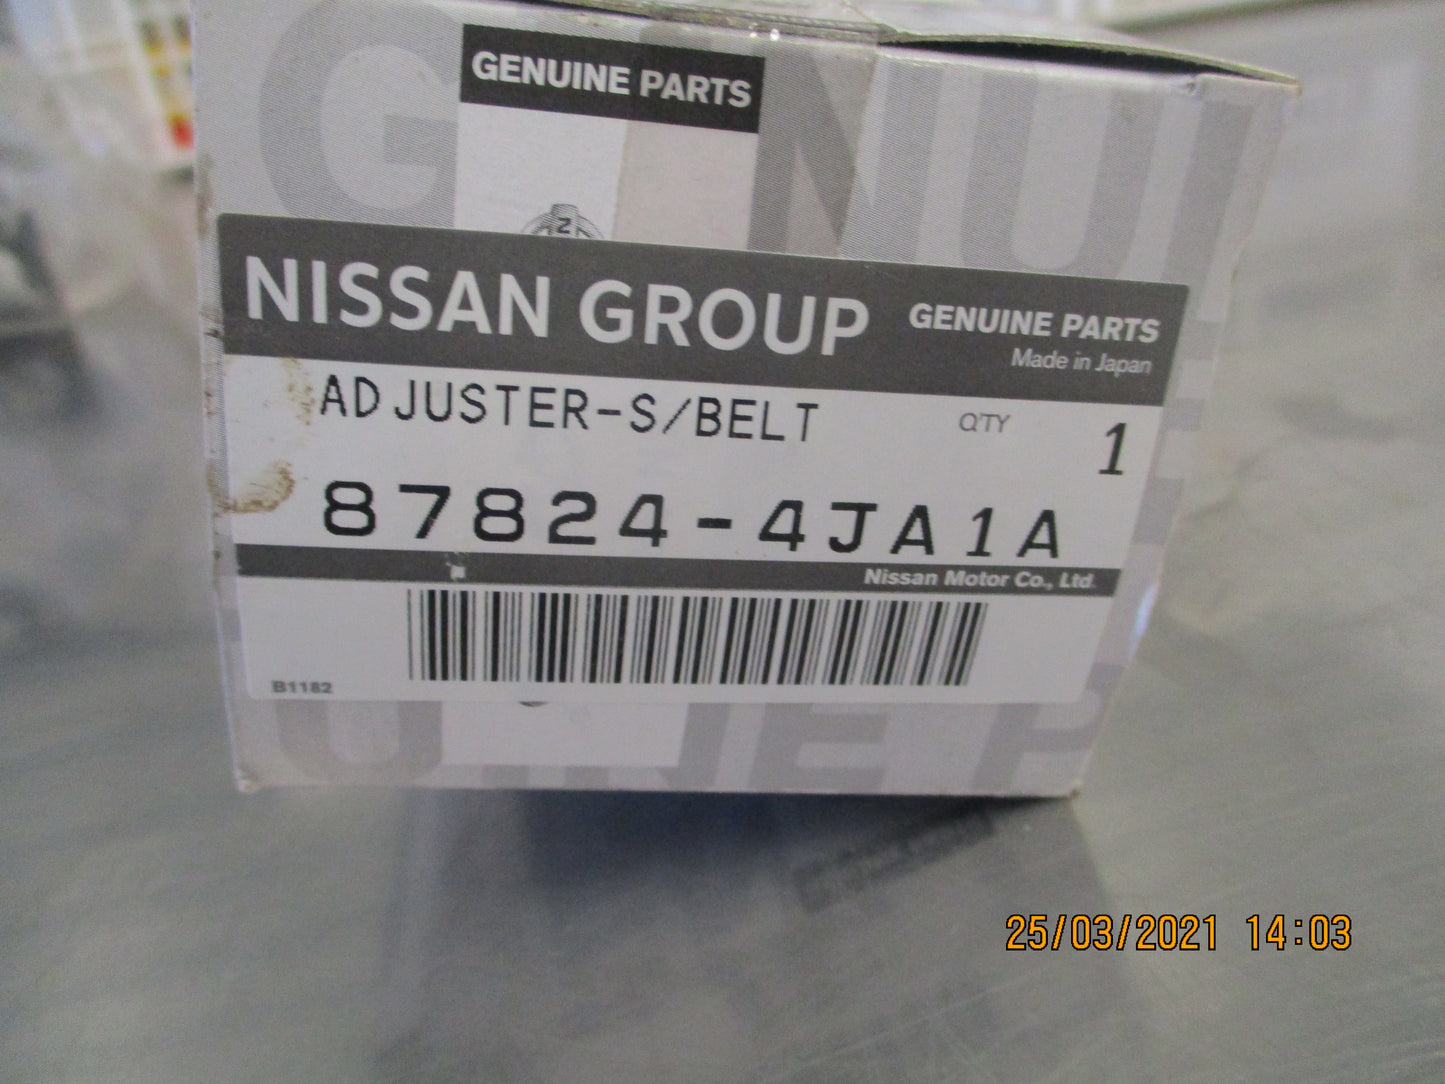 GENUINE PARTS
NISSAN GROUP
GENUINE PARTS
Made in Japan
ADJUSTER-S/BELT
Q'TY
1
87824-4JA1A
Nissan Motor Co., Ltd.
B1182
25/03/2021 14:03